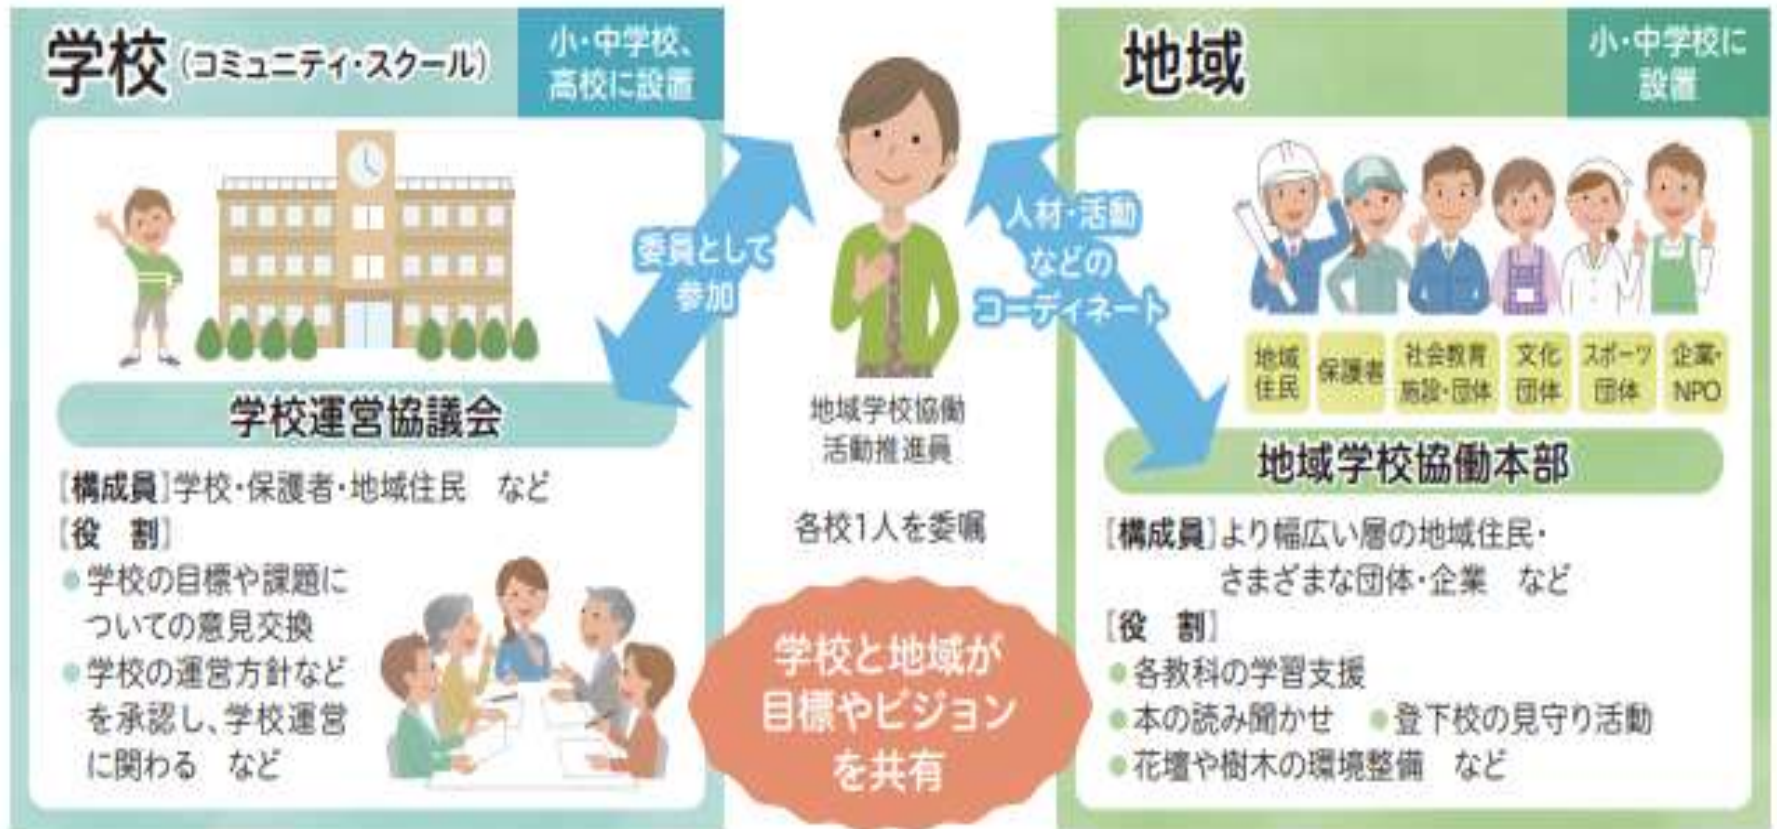 学校(コミュニティ・スクール)
小・中学校、
高校に設置
学校運営協議会
[構成員]学校・保護者・地域住民　など
[役　割]
●学校の目標や課題に
ついての意見交換
●学校の運営方針など
を承認し、学校運営
に関わる　など
委員として
参加
人材・活動
などの
コーディネート
地域学校協働
活動推進員
各校1人を委嘱
学校と地域が
目標やビジョン
を共有
地域
小・中学校に
設置
地域
住民
保護者
社会教育
施設・団体
文化
団体
スポーツ
団体
企業・
NPO
地域学校協働本部
[構成員]より幅広い層の地域住民・
さまざまな団体・企業　など
[役　割]
●各教科の学習支援
●本の読み聞かせ　●登下校の見守り活動
●花壇や樹木の環境整備　など